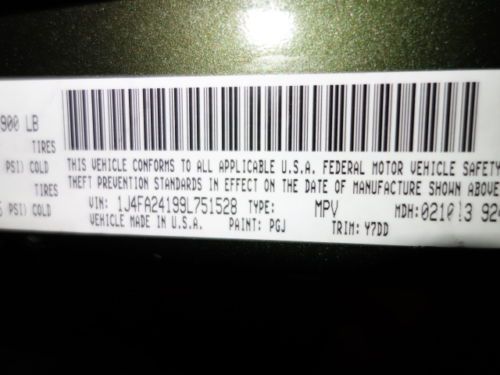 900 LB
TIRES
PSI) COLD
THIS VEHICLE CONFORMS TO ALL APPLICABLE U.S.A. FEDERAL MOTOR VEHICLE SAFETY
TIRES
THEFT PREVENTION STANDARDS IN EFFECT ON THE DATE OF MANUFACTURE SHOWN ABOVE
PSI) COLD
VIN: 1J4FA24199L751528 TYPE: MPV MDH:
VEHICLE MADE IN U.S.A. PAINT: PGJ TRIM: Y7DD